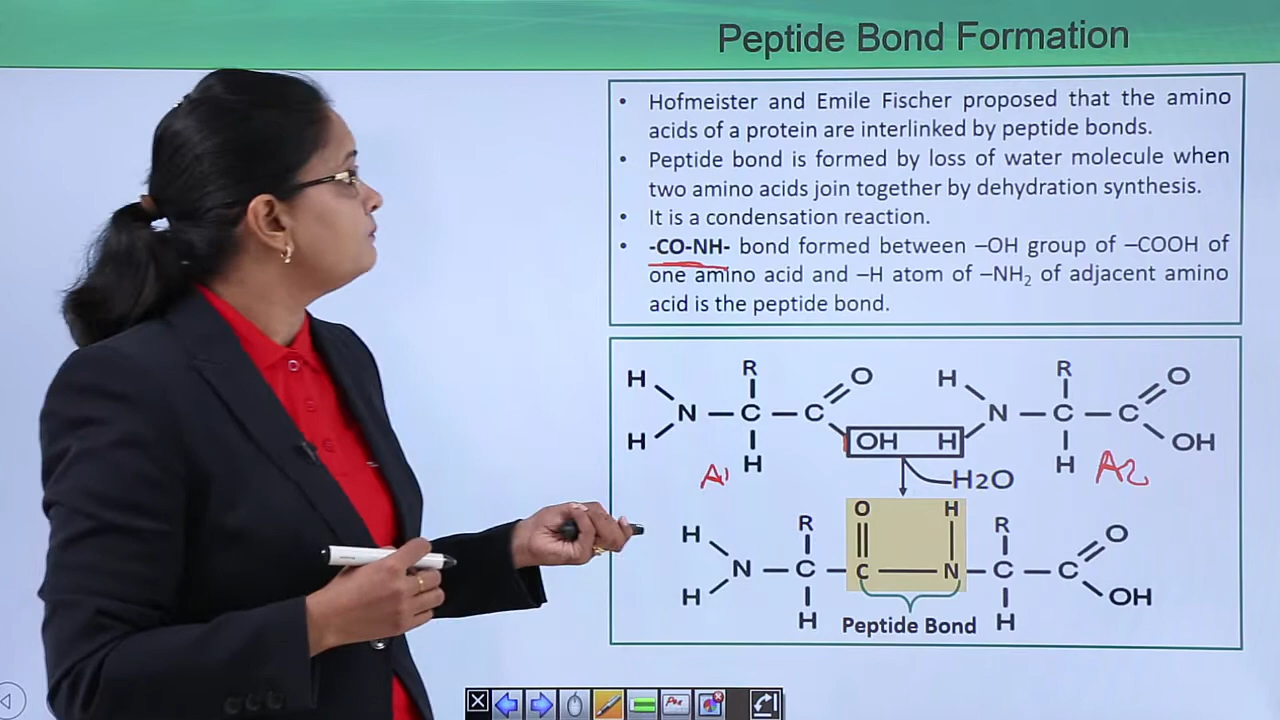 Peptide Bond Formation
• Hofmeister and Emile Fischer proposed that the amino
acids of a protein are interlinked by peptide bonds.
• Peptide bond is formed by loss of water molecule when
two amino acids join together by dehydration synthesis.
• It is a condensation reaction.
• -CO-NH- bond formed between –OH group of –COOH of
one amino acid and –H atom of –NH₂ of adjacent amino
acid is the peptide bond.
R R
H O H O
N — C — C N — C — C
H OH H OH
H H
A1 A2
H2O
O H
R R
H O
N — C — C — N — C — C
H OH
H H
Peptide Bond